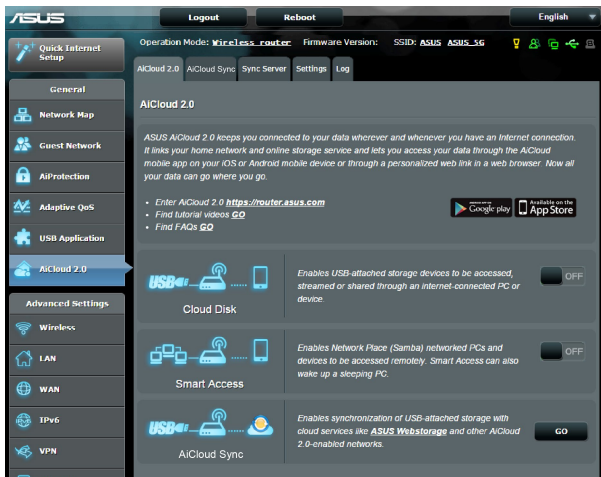 ASUS
Logout
Reboot
English
Quick Internet
Setup
Operation Mode: Wireless router Firmware Version: SSID: ASUS ASUS_5G
AiCloud 2.0 AiCloud Sync Sync Server Settings Log
General
Network Map
Guest Network
AiProtection
Adaptive QoS
USB Application
AiCloud 2.0
Advanced Settings
Wireless
LAN
WAN
IPv6
VPN
AiCloud 2.0
ASUS AiCloud 2.0 keeps you connected to your data wherever and whenever you have an Internet connection.
It links your home network and online storage service and lets you access your data through the AiCloud
mobile app on your iOS or Android mobile device or through a personalized web link in a web browser. Now all
your data can go where you go.
• Enter AiCloud 2.0 https://router.asus.com
• Find tutorial videos GO
• Find FAQs GO
Google play
Available on the
App Store
USB
Cloud Disk
Enables USB-attached storage devices to be accessed,
streamed or shared through an internet-connected PC or
device.
OFF
Smart Access
Enables Network Place (Samba) networked PCs and
devices to be accessed remotely. Smart Access can also
wake up a sleeping PC.
OFF
USB
AiCloud Sync
Enables synchronization of USB-attached storage with
cloud services like ASUS Webstorage and other AiCloud
2.0-enabled networks.
GO